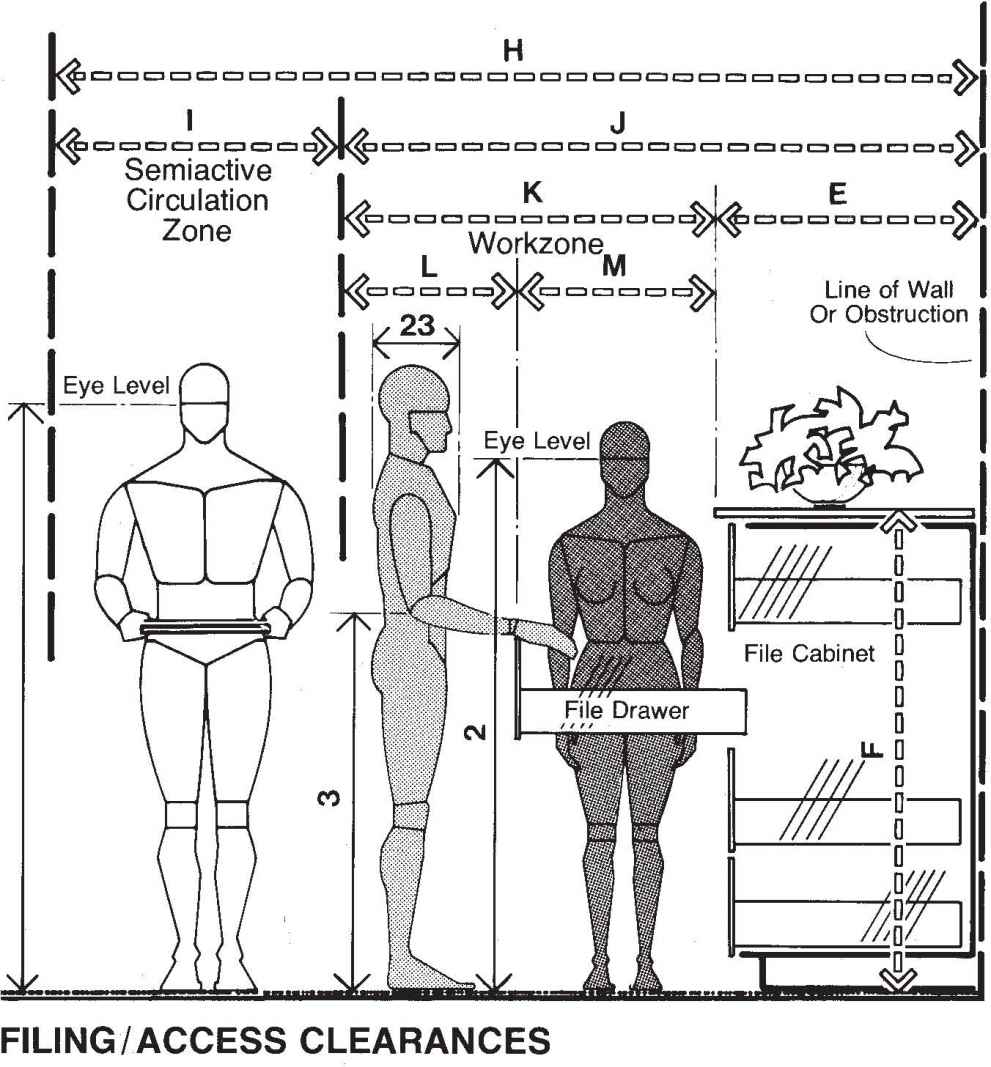 H
I
J
Semiactive
Circulation
Zone
K
E
Workzone
L
M
Line of Wall
Or Obstruction
23
Eye Level
Eye Level
File Cabinet
File Drawer
2
F
3
FILING/ACCESS CLEARANCES